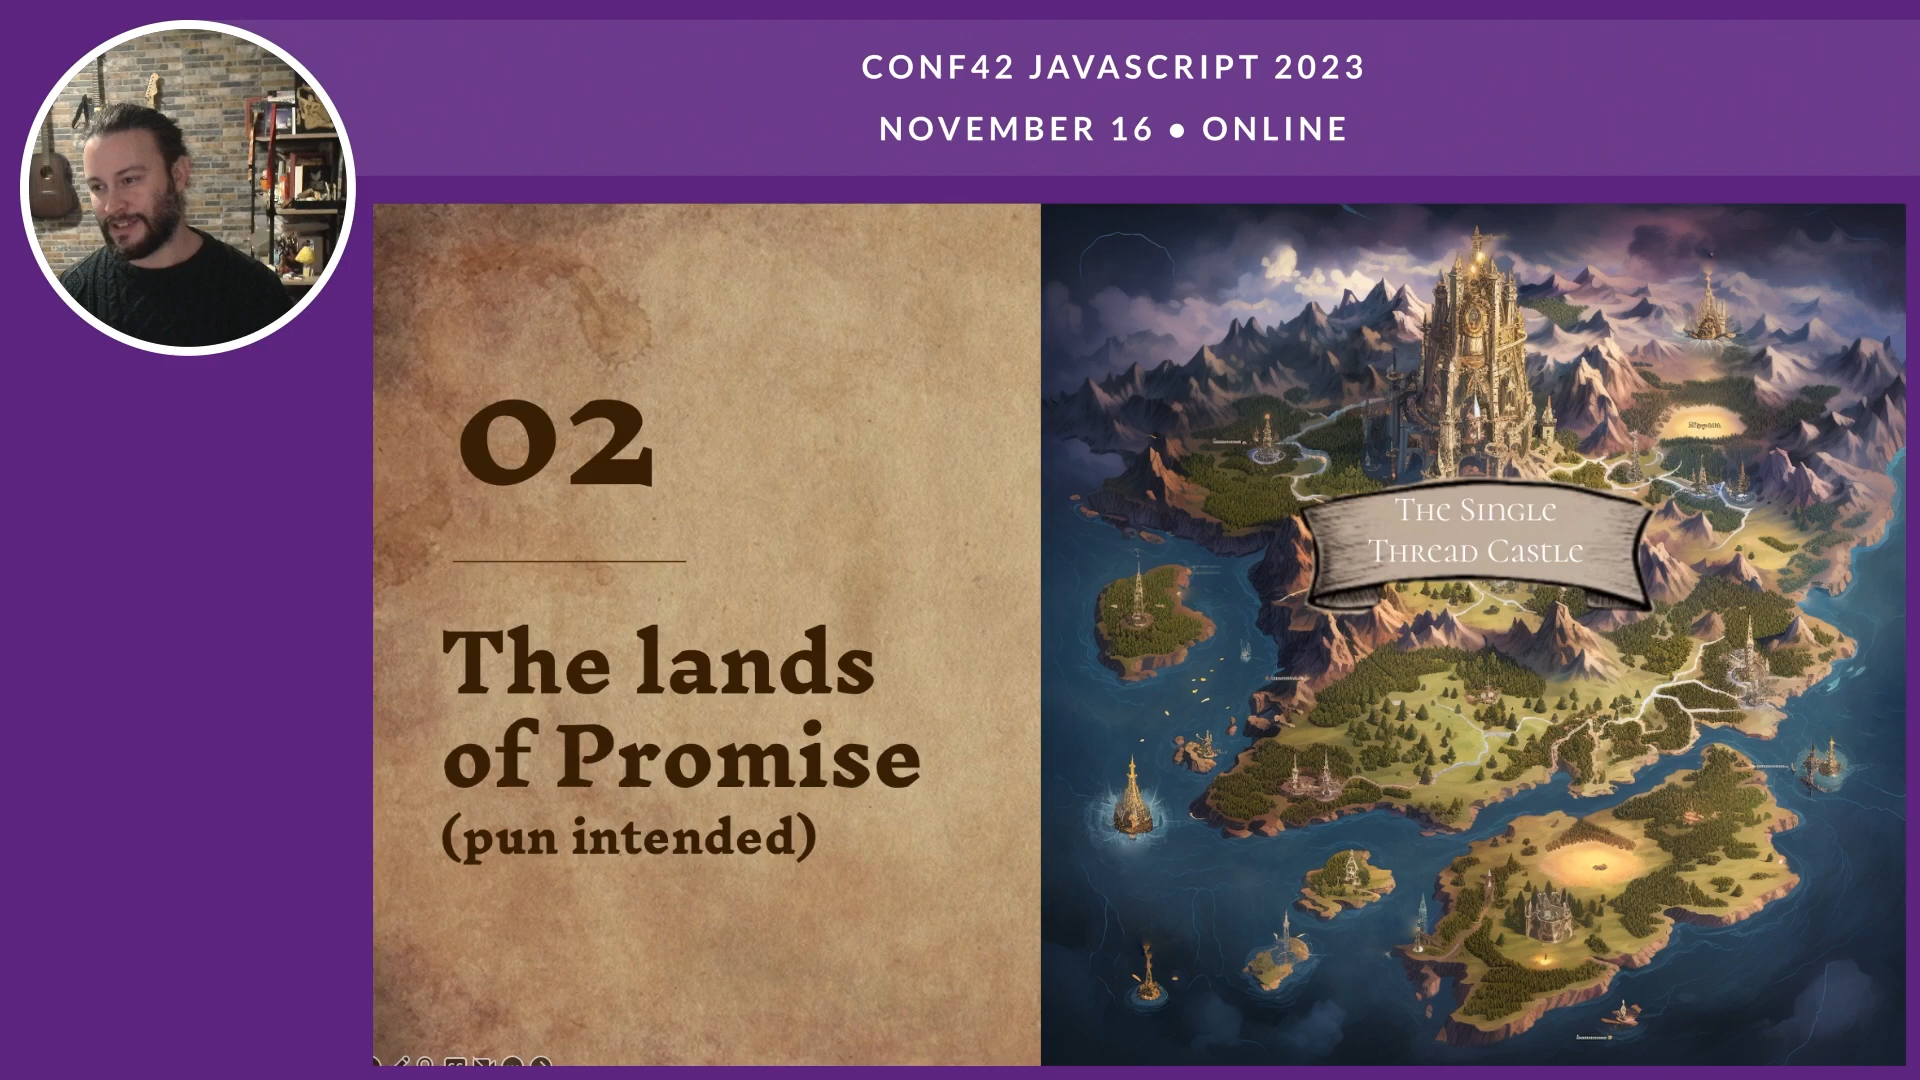 CONF42 JAVASCRIPT 2023
NOVEMBER 16 • ONLINE
02
The lands
of Promise
(pun intended)
The Single
Thread Castle